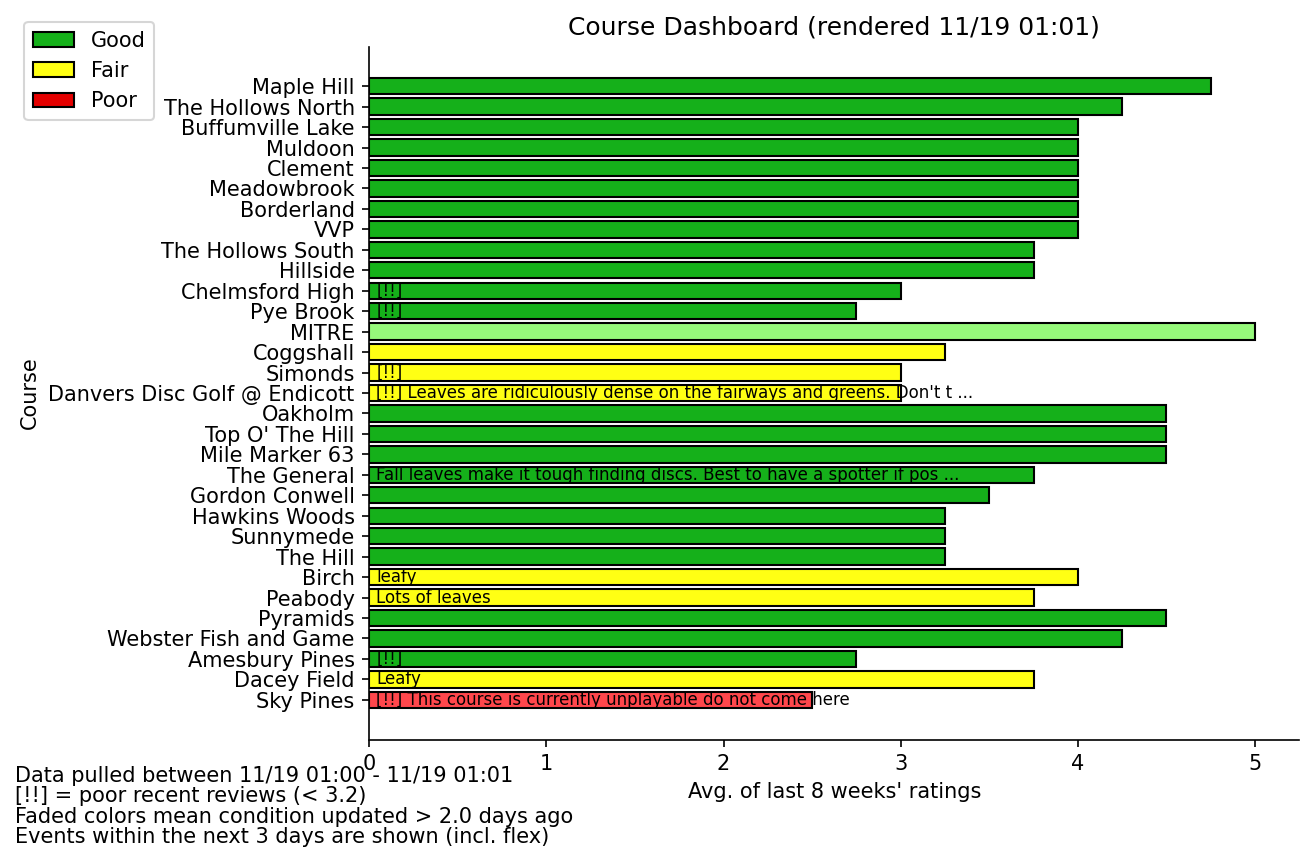 Course Dashboard (rendered 11/19 01:01)
Good
Fair
Poor
Course
Maple Hill
The Hollows North
Buffumville Lake
Muldoon
Clement
Meadowbrook
Borderland
VVP
The Hollows South
Hillside
Chelmsford High [!!]
Pye Brook [!!]
MITRE
Coggshall
Simonds [!!]
Danvers Disc Golf @ Endicott [!!] Leaves are ridiculously dense on the fairways and greens. Don't t ...
Oakholm
Top O' The Hill
Mile Marker 63
The General Fall leaves make it tough finding discs. Best to have a spotter if pos ...
Gordon Conwell
Hawkins Woods
Sunnymede
The Hill
Birch leafy
Peabody Lots of leaves
Pyramids
Webster Fish and Game
Amesbury Pines [!!]
Dacey Field Leafy
Sky Pines [!!] This course is currently unplayable do not come here
0 1 2 3 4 5
Avg. of last 8 weeks' ratings
Data pulled between 11/19 01:00 - 11/19 01:01
[!!] = poor recent reviews (< 3.2)
Faded colors mean condition updated > 2.0 days ago
Events within the next 3 days are shown (incl. flex)